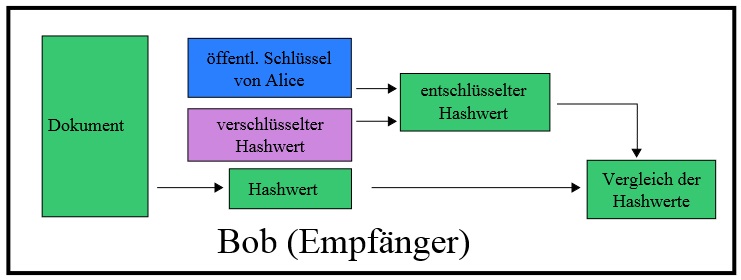 Dokument
öffentl. Schlüssel
von Alice
verschlüsselter
Hashwert
entschlüsselter
Hashwert
Hashwert
Vergleich der
Hashwerte
Bob (Empfänger)